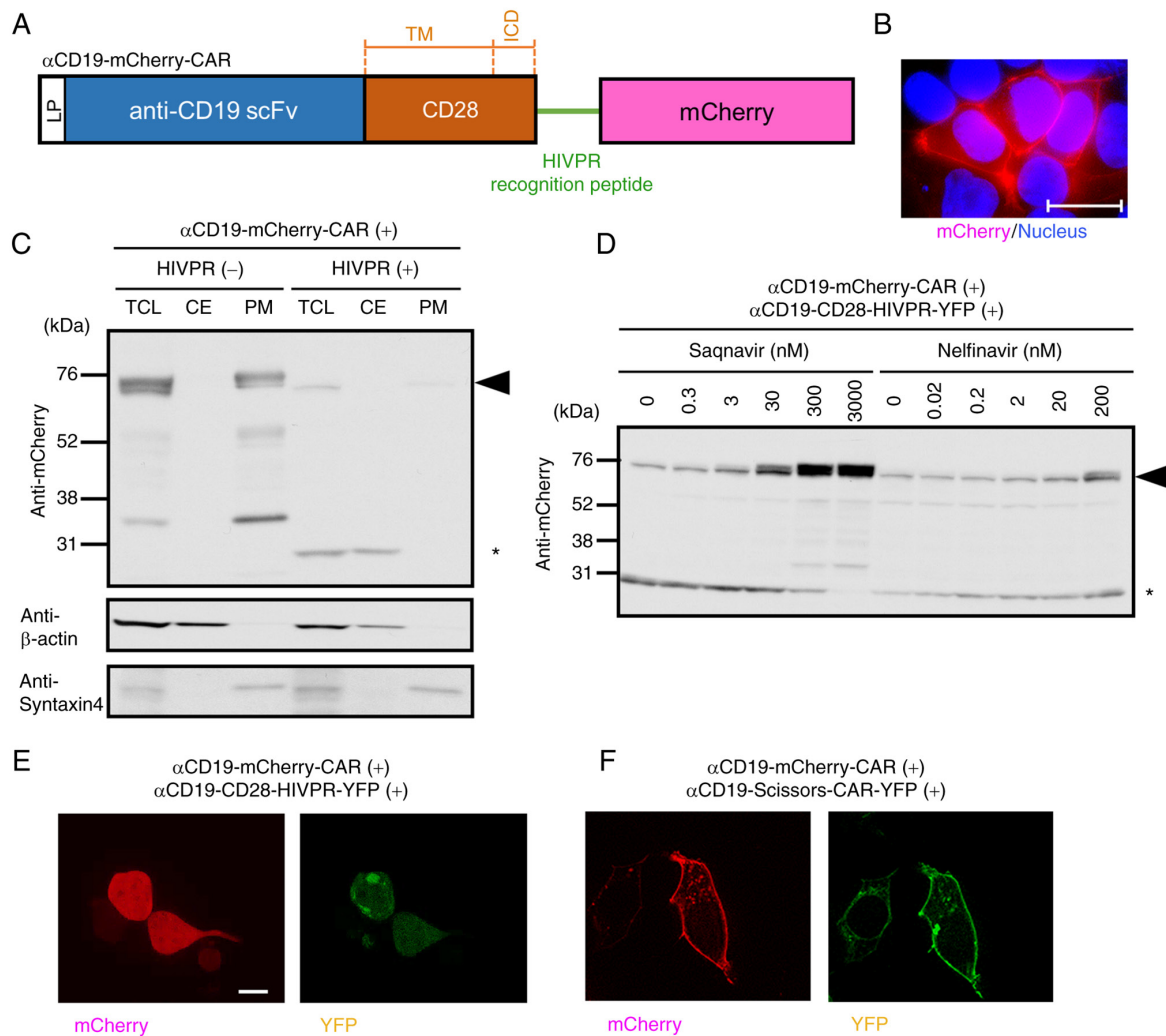 A
TM
ICD
αCD19-mCherry-CAR
LP
anti-CD19 scFv
CD28
mCherry
HIVPR
recognition peptide
B
mCherry/Nucleus
C
αCD19-mCherry-CAR (+)
HIVPR (−)
HIVPR (+)
TCL
CE
PM
TCL
CE
PM
(kDa)
76
52
38
31
Anti-mCherry
*
Anti-
β-actin
Anti-
Syntaxin4
D
αCD19-mCherry-CAR (+)
αCD19-CD28-HIVPR-YFP (+)
Saqnavir (nM)
Nelfinavir (nM)
0
0.3
3
30
300
3000
0
0.02
0.2
2
20
200
(kDa)
76
52
38
31
Anti-mCherry
*
E
αCD19-mCherry-CAR (+)
αCD19-CD28-HIVPR-YFP (+)
mCherry
YFP
F
αCD19-mCherry-CAR (+)
αCD19-Scissors-CAR-YFP (+)
mCherry
YFP